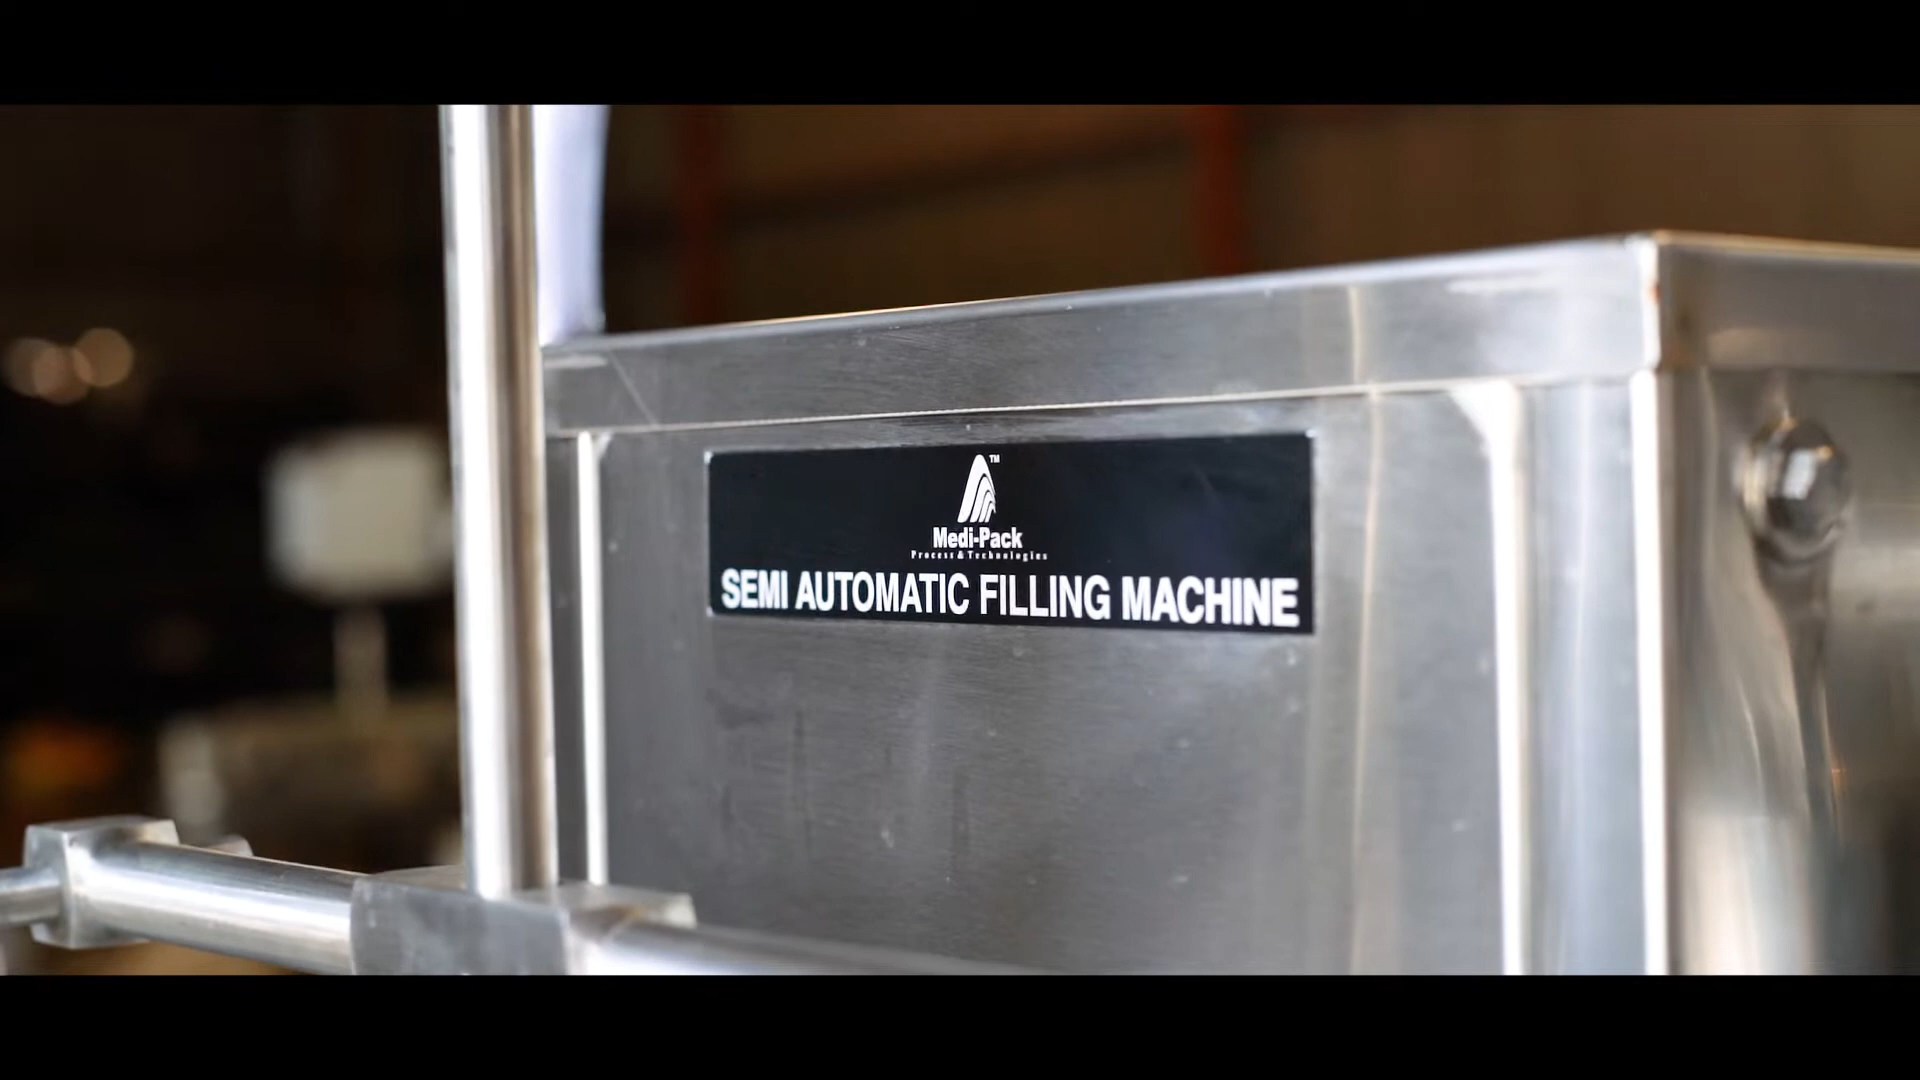 TM
Medi-Pack
Process & Technologies
SEMI AUTOMATIC FILLING MACHINE